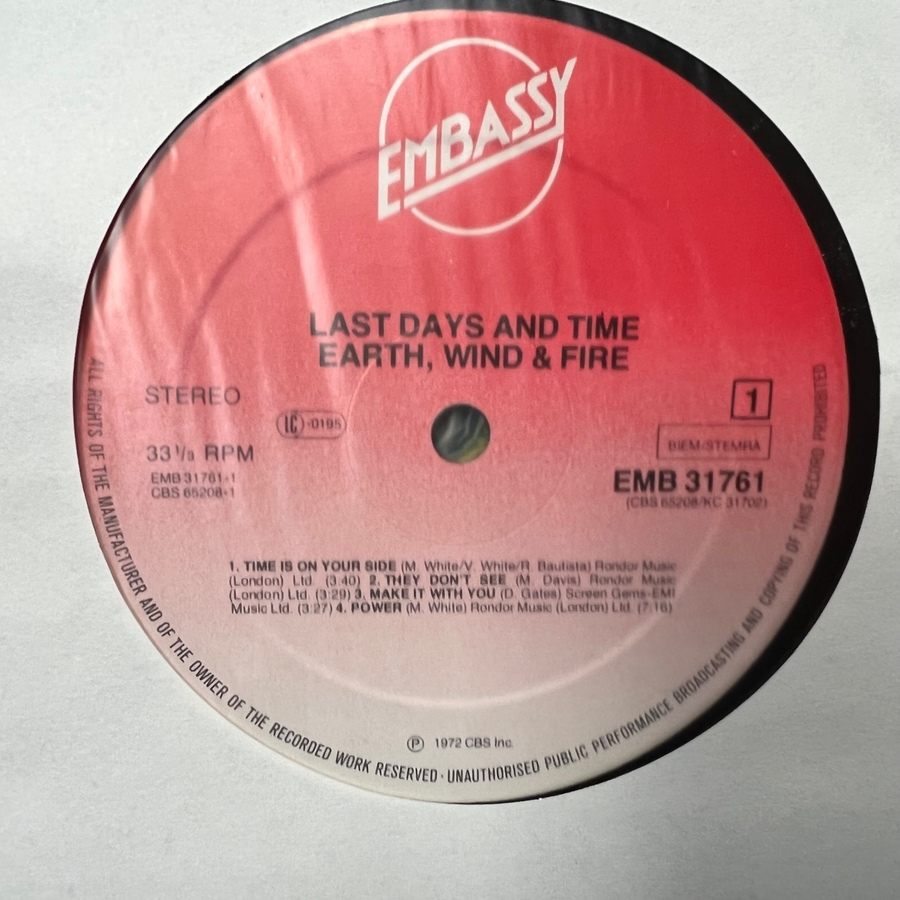 EMBASSY
LAST DAYS AND TIME
EARTH, WIND & FIRE
STEREO
LC 0195
33 1/3 RPM
EMB 31761-1
CBS 65208-1
1
BIEM/STEMRA
EMB 31761
(CBS 65208/KC 31702)
1. TIME IS ON YOUR SIDE (M. White/V. White/R. Bautista) Rondor Music
(London) Ltd. (3:40) 2. THEY DON'T SEE (M. Davis) Rondor Music
(London) Ltd. (3:29) 3. MAKE IT WITH YOU (D. Gates) Screen Gems-EMI
Music Ltd. (3:27) 4. POWER (M. White) Rondor Music (London) Ltd. (7:16)
℗ 1972 CBS Inc.
ALL RIGHTS OF THE MANUFACTURER AND OF THE OWNER OF THE RECORDED WORK RESERVED · UNAUTHORISED PUBLIC PERFORMANCE BROADCASTING AND COPYING OF THIS RECORD PROHIBITED